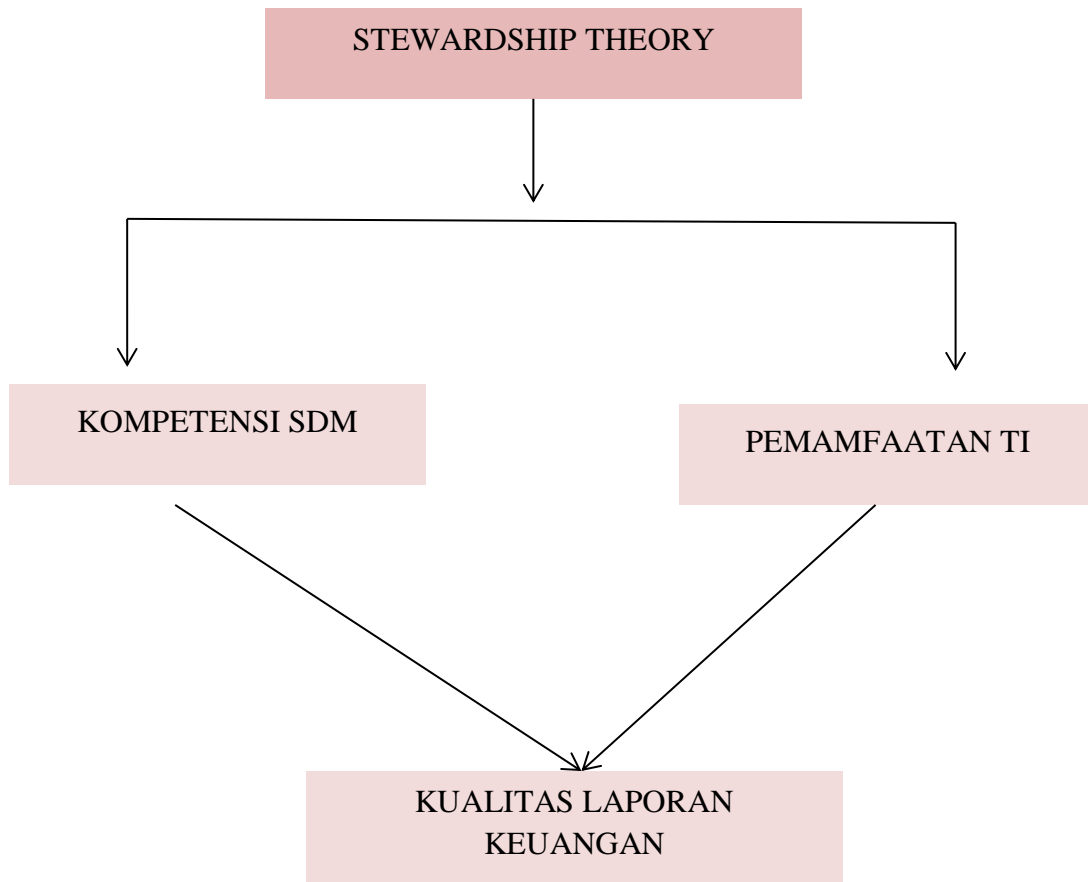 STEWARDSHIP THEORY
KOMPETENSI SDM
PEMAMFAATAN TI
KUALITAS LAPORAN
KEUANGAN